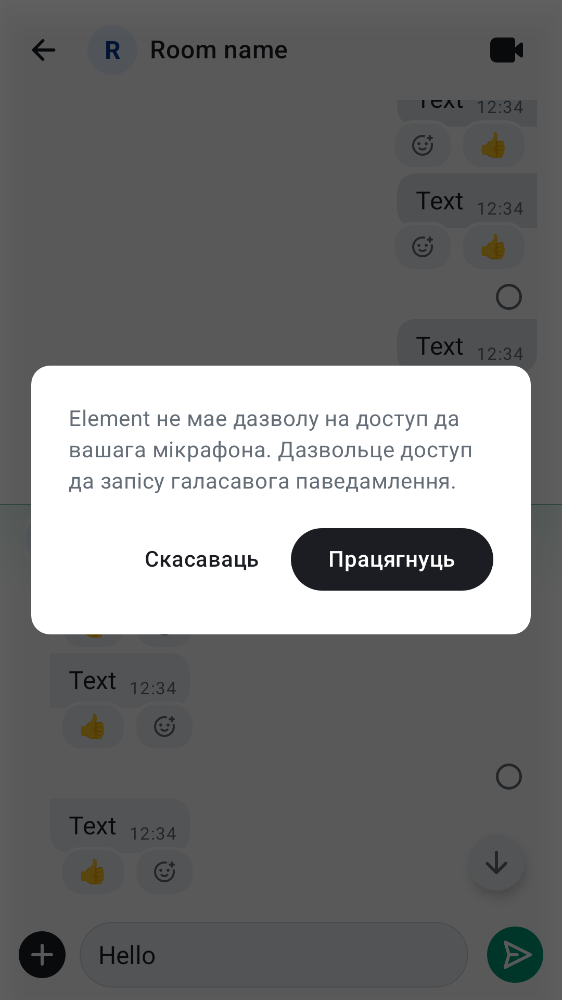 R Room name
Text 12:34
👍
Text 12:34
👍
Text 12:34
Element не мае дазволу на доступ да
вашага мікрафона. Дазвольце доступ
да запісу галасавога паведамлення.
Скасаваць Працягнуць
Text 12:34
👍
Text 12:34
👍
Hello